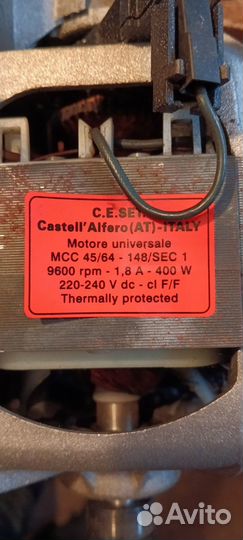 C.E.SET.
Castell'Alfero(AT)-ITALY
Motore universale
MCC 45/64 - 148/SEC 1
9600 rpm - 1,8 A - 400 W
220-240 V dc - cl F/F
Thermally protected
Avito